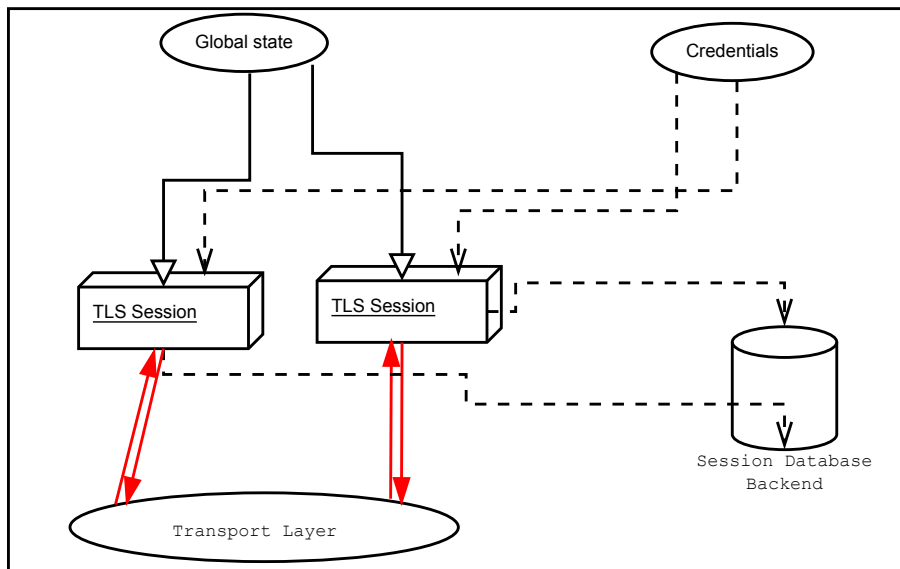 Global state
Credentials
TLS Session
TLS Session
Session Database
Backend
Transport Layer